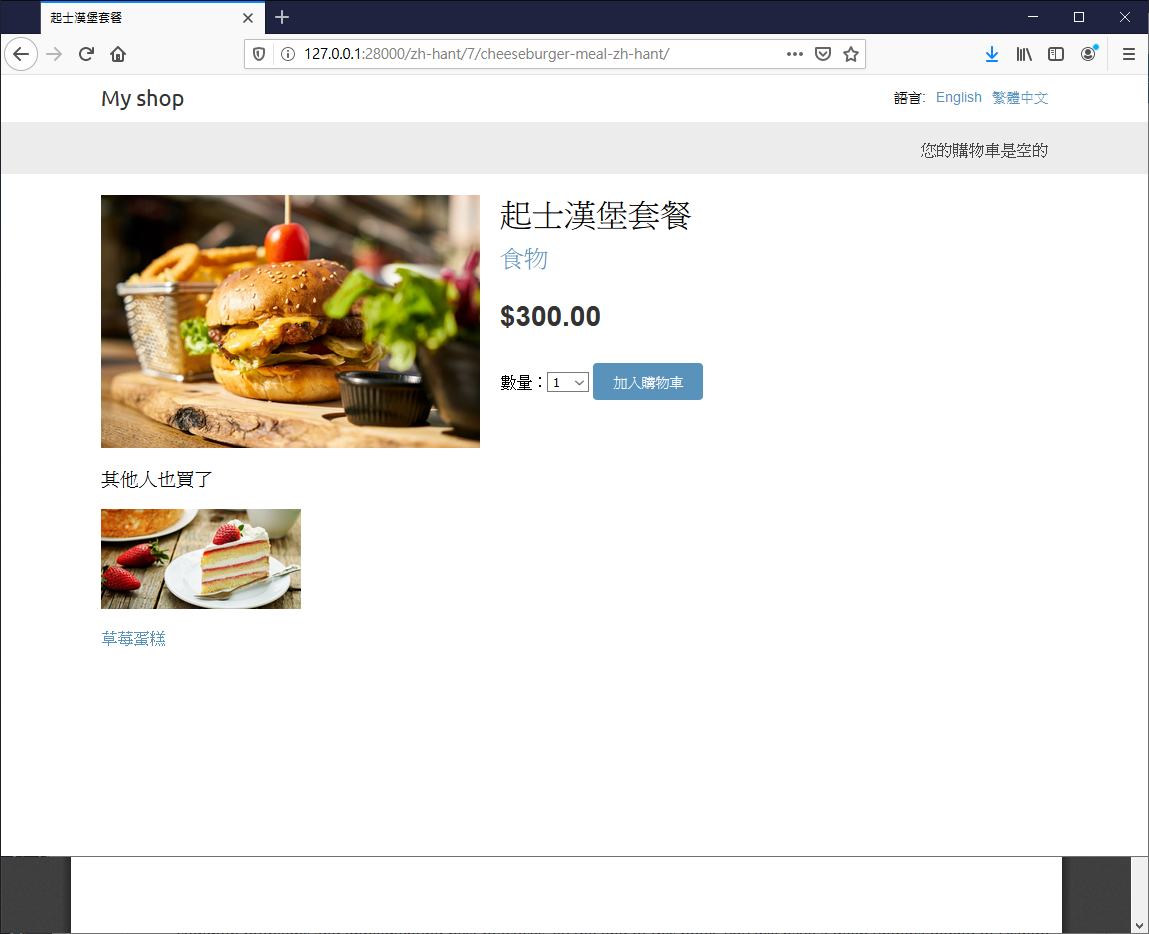 起士漢堡套餐
127.0.0.1:28000/zh-hant/7/cheeseburger-meal-zh-hant/
My shop
語言: English 繁體中文
您的購物車是空的
起士漢堡套餐
食物
$300.00
數量：1 加入購物車
其他人也買了
草莓蛋糕